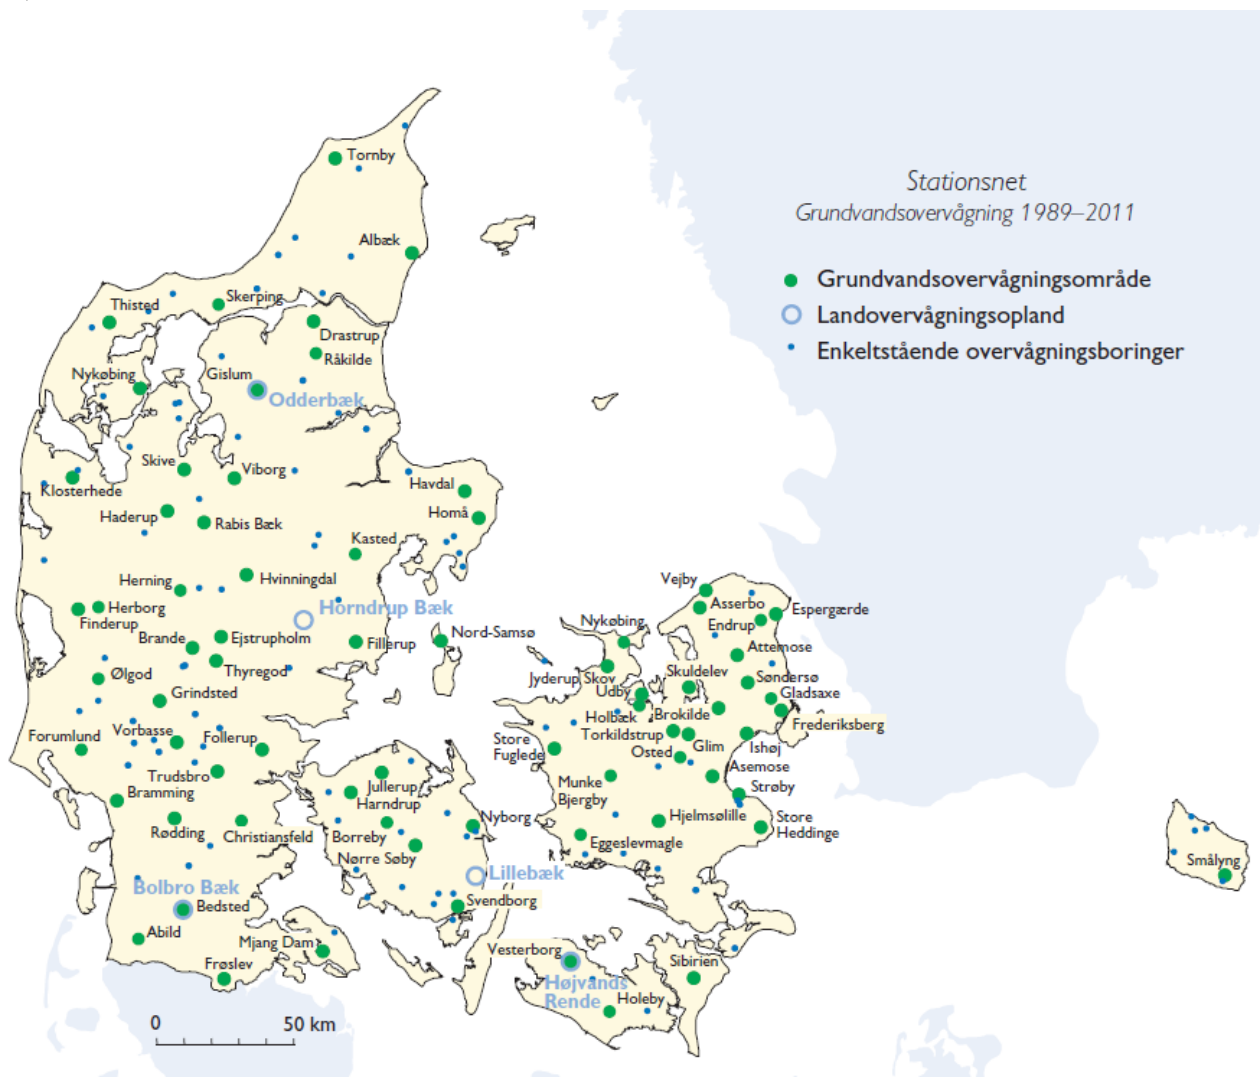 Stationsnet
Grundvandsovervågning 1989–2011
Grundvandsovervågningsområde
Landovervågningsopland
Enkeltstående overvågningsboringer
Tornby
Albæk
Skerping
Thisted
Drastrup
Råkilde
Nykøbing
Gislum
Odderbæk
Skive
Viborg
Klosterhede
Havdal
Haderup
Homå
Rabis Bæk
Kasted
Herning
Hvinningdal
Herborg
Horndrup Bæk
Finderup
Brande
Ejstrupholm
Fillerup
Nord-Samsø
Ølgod
Thyregod
Grindsted
Forumlund
Vorbasse
Follerup
Trudsbro
Bramming
Rødding
Christiansfeld
Jullerup
Harndrup
Borreby
Nyborg
Nørre Søby
Lillebæk
Bolbro Bæk
Bedsted
Svendborg
Abild
Mjang Dam
Frøslev
Vejby
Asserbo
Espergærde
Endrup
Nykøbing
Attemose
Jyderup Skov
Skuldelev
Søndersø
Udby
Gladsaxe
Holbæk
Brokilde
Frederiksberg
Torkildstrup
Store
Fuglede
Glim
Ishøj
Osted
Asemose
Munke
Bjergby
Strøby
Hjelmsølille
Store
Heddinge
Eggeslevmagle
Smålyng
Vesterborg
Sibirien
Højvands
Rende
Holeby
0
50 km